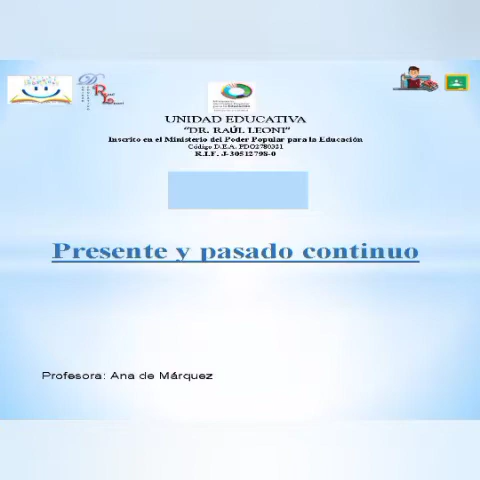 UNIDAD EDUCATIVA
"DR. RAÚL LEONI"
Inscrito en el Ministerio del Poder Popular para la Educación
Código D.E.A. PDO2780321
R.I.F. J-30512798-0
Presente y pasado continuo
Profesora: Ana de Márquez